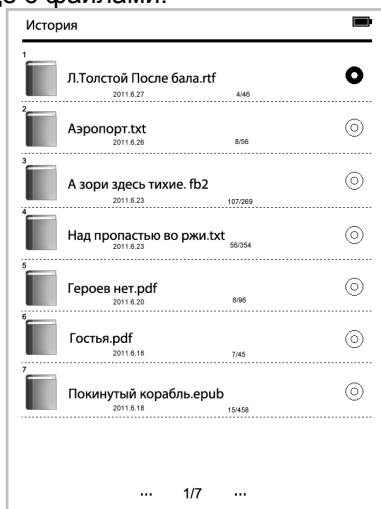 История
1
Л.Толстой После бала.rtf
2011.6.27 4/46
2
Аэропорт.txt
2011.6.26 8/56
3
А зори здесь тихие. fb2
2011.6.23 107/269
4
Над пропастью во ржи.txt
2011.6.23 56/354
5
Героев нет.pdf
2011.6.20 8/96
6
Гостья.pdf
2011.6.18 7/45
7
Покинутый корабль.epub
2011.6.18 15/458
... 1/7 ...